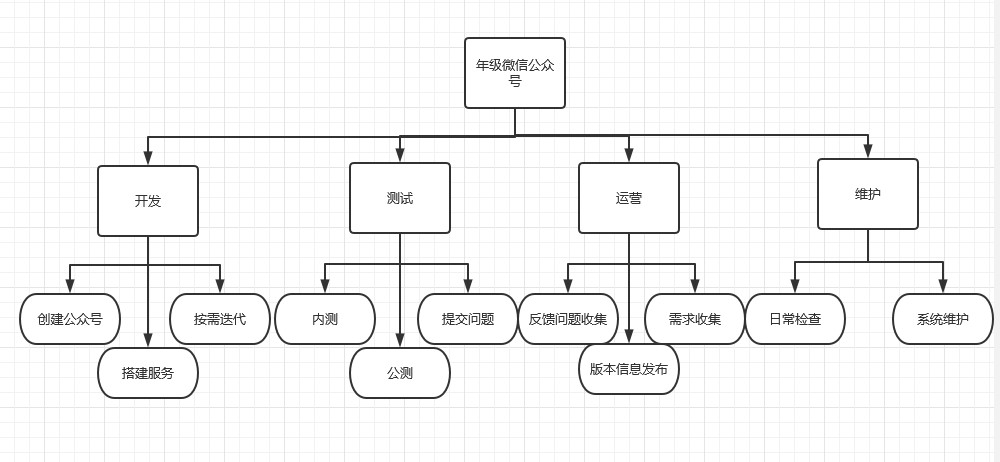 年级微信公众
号
开发
测试
运营
维护
创建公众号
按需迭代
内测
提交问题
反馈问题收集
需求收集
日常检查
系统维护
搭建服务
公测
版本信息发布